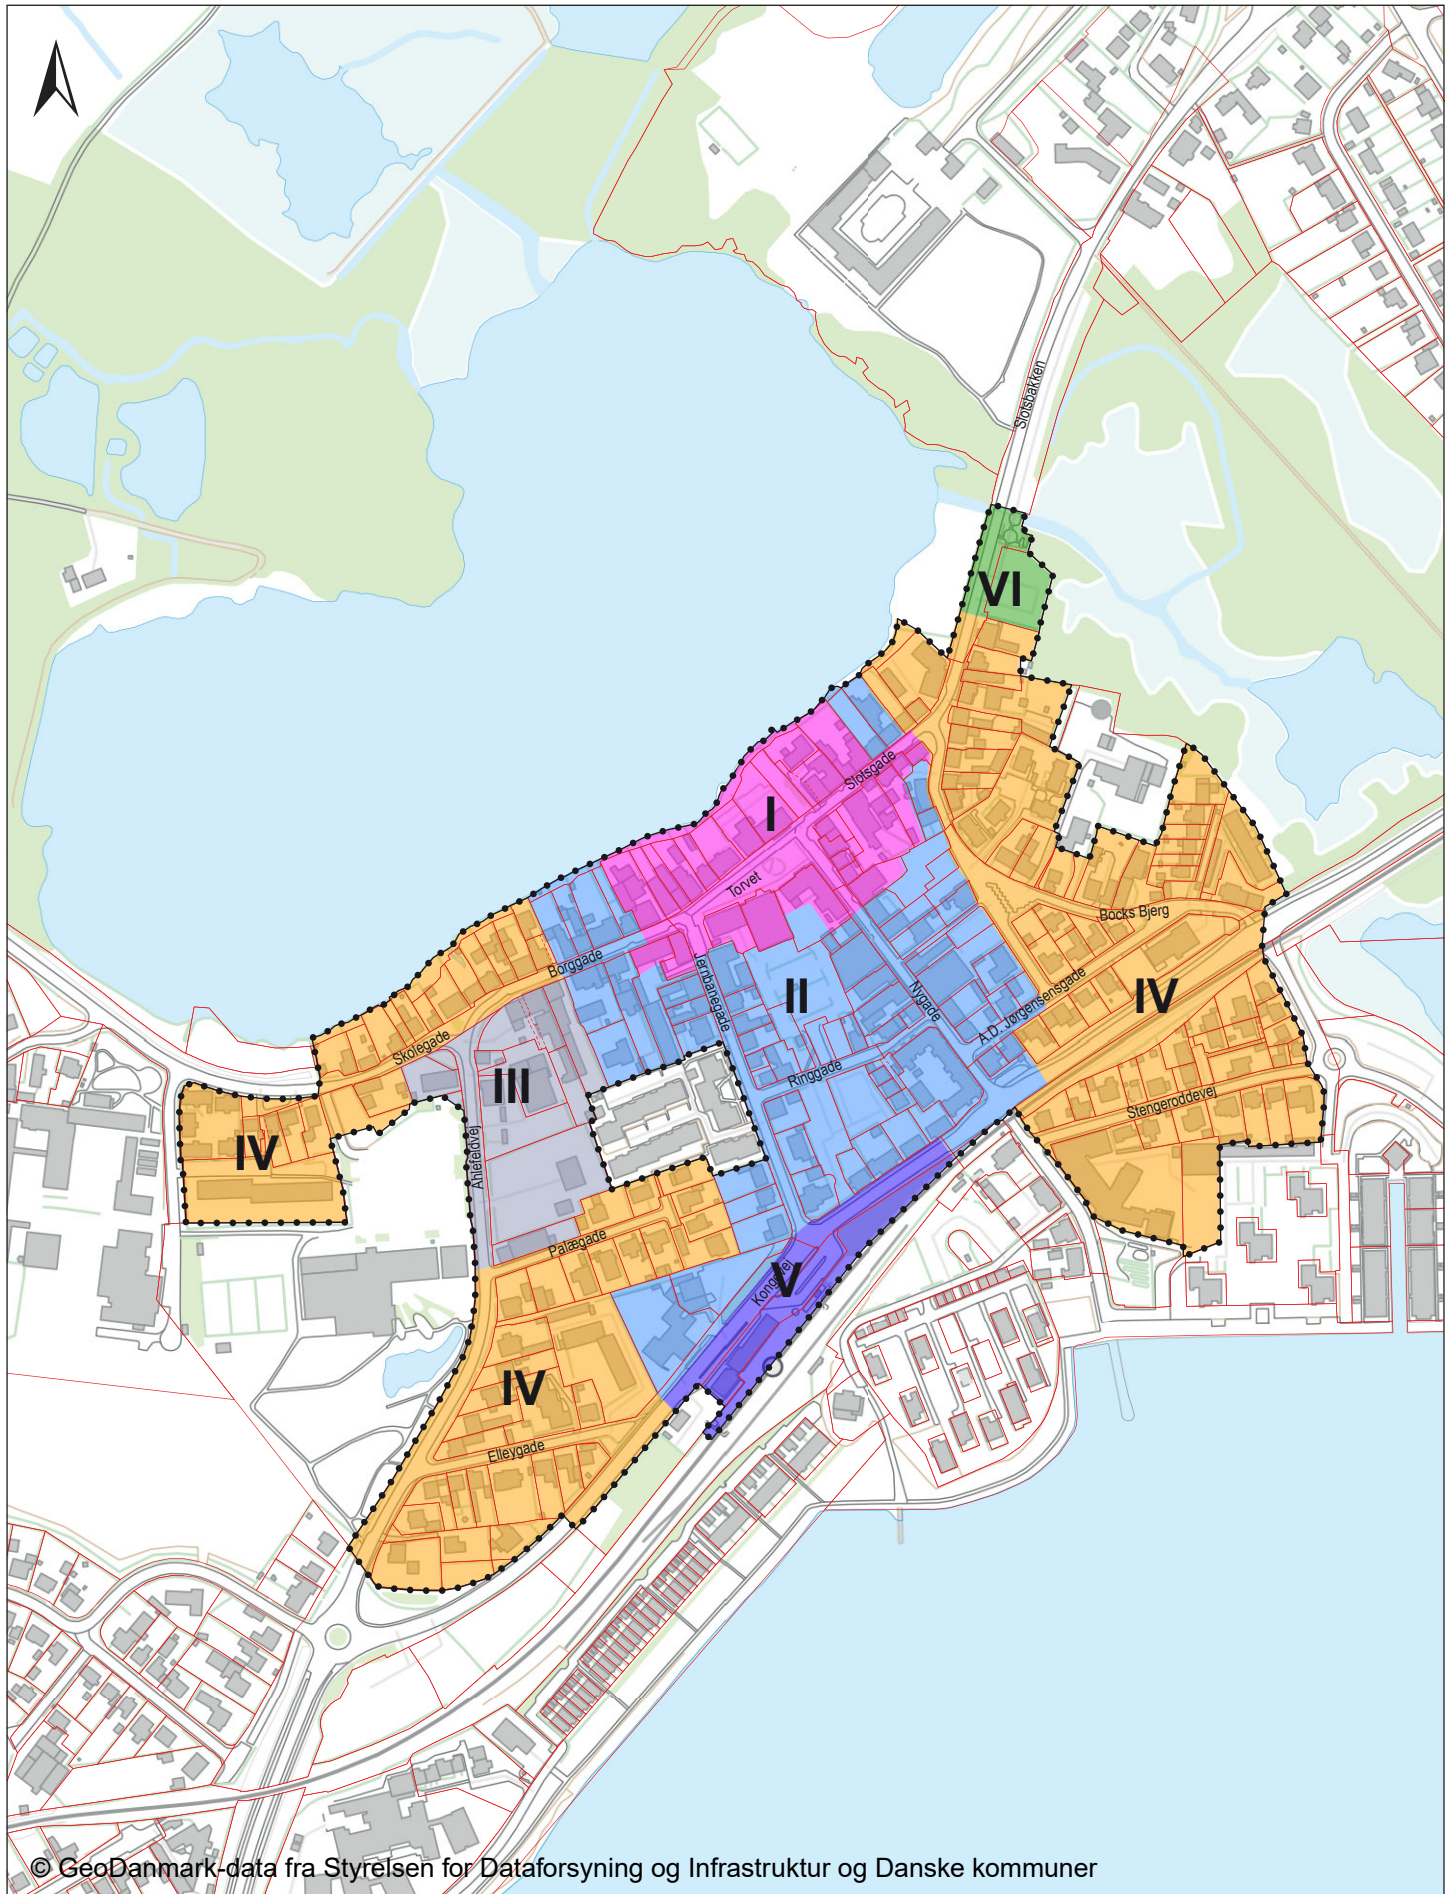 Slotsbakken
VI
Slotsgade
I
Torvet
Bocks Bjerg
Borggade
Jernbanegade
II
Nygade
IV
A.D. Jørgensensgade
Skolegade
III
Ringgade
Stengeroddevej
IV
Ahlefeldvej
Palægade
V
Kongevej
IV
Elleygade
© GeoDanmark-data fra Styrelsen for Dataforsyning og Infrastruktur og Danske kommuner